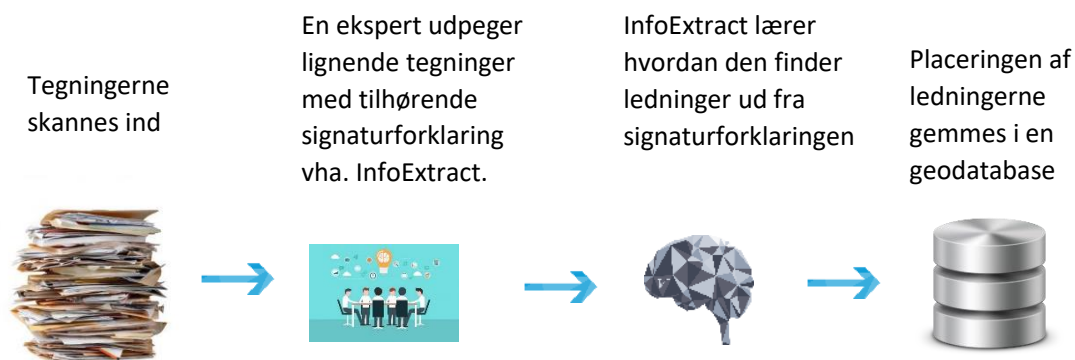 Tegningerne
skannes ind
En ekspert udpeger
lignende tegninger
med tilhørende
signaturforklaring
vha. InfoExtract.
InfoExtract lærer
hvordan den finder
ledninger ud fra
signaturforklaringen
Placeringen af
ledningerne
gemmes i en
geodatabase